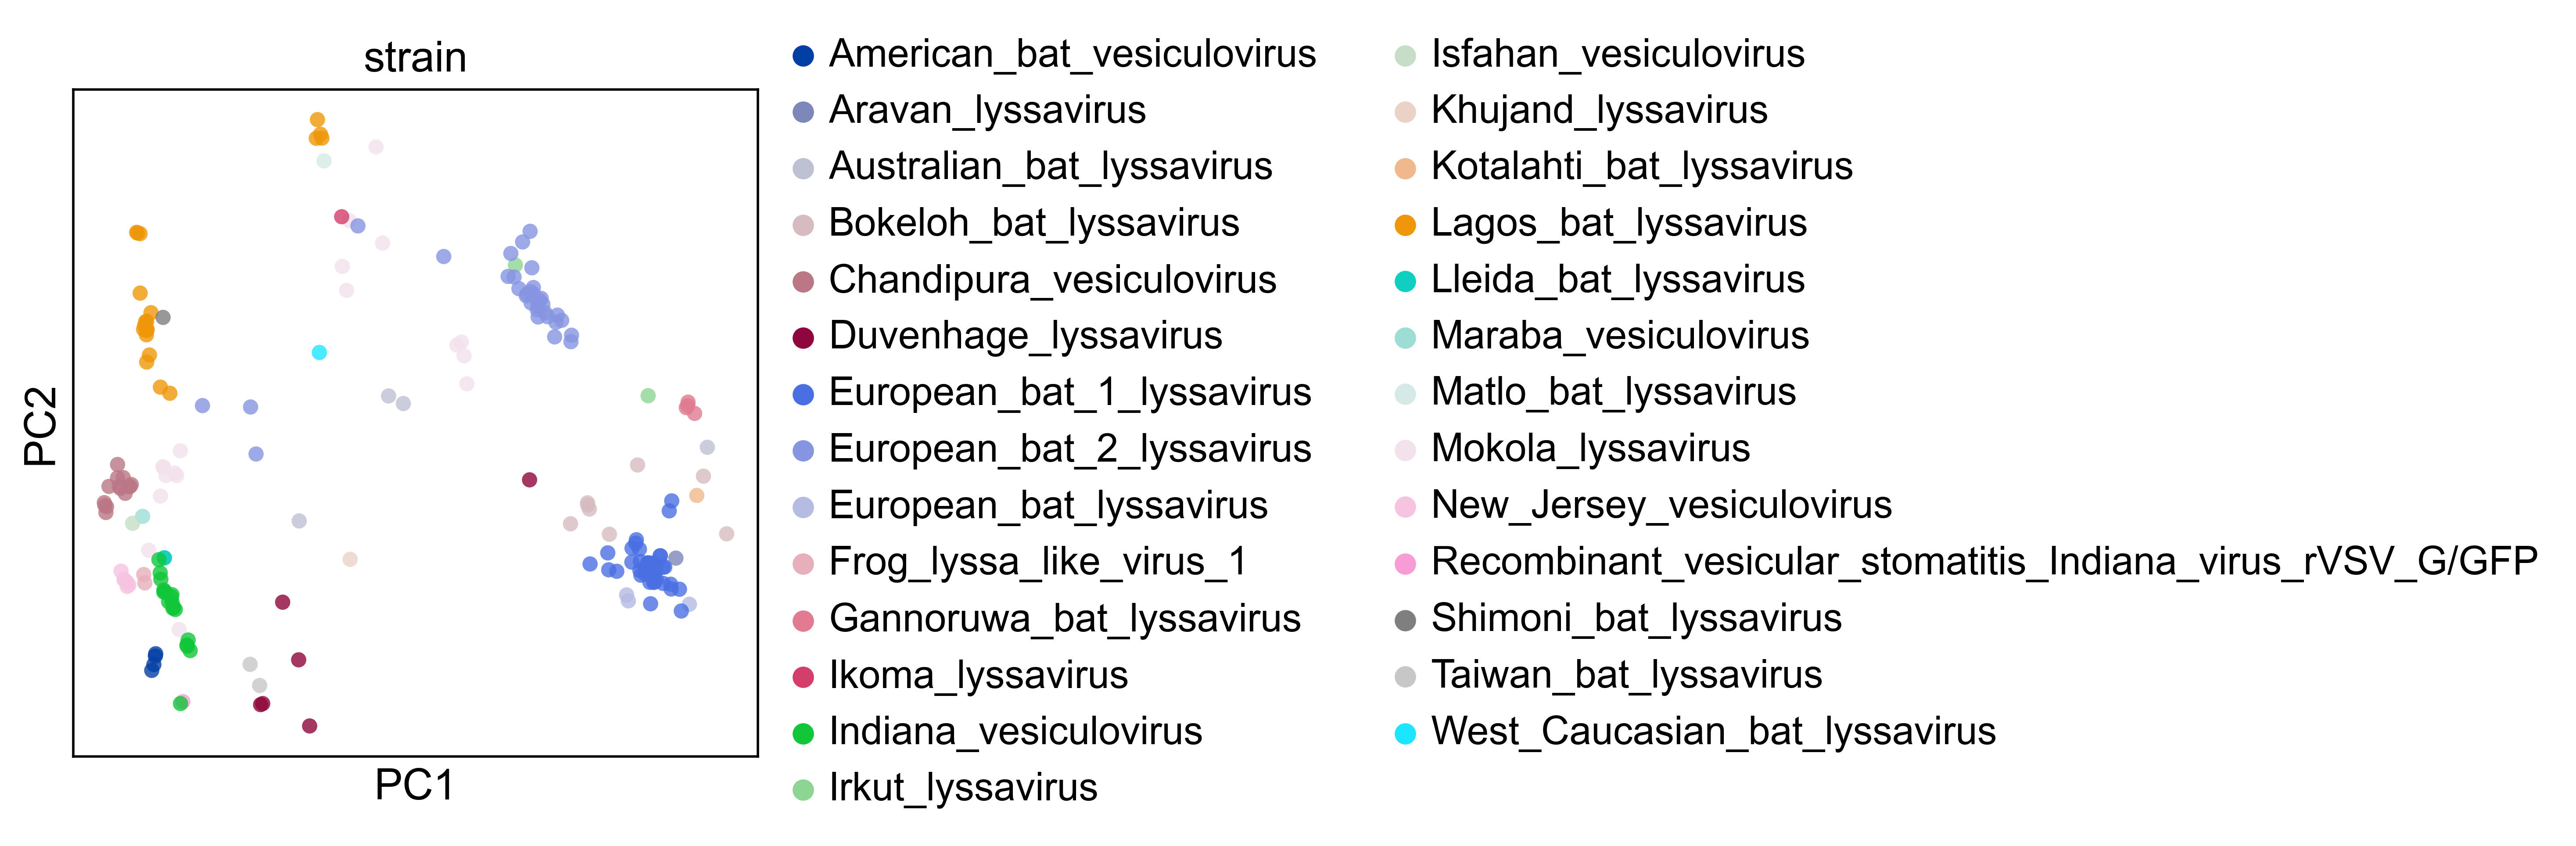 strain
PC2
PC1
American_bat_vesiculovirus
Aravan_lyssavirus
Australian_bat_lyssavirus
Bokeloh_bat_lyssavirus
Chandipura_vesiculovirus
Duvenhage_lyssavirus
European_bat_1_lyssavirus
European_bat_2_lyssavirus
European_bat_lyssavirus
Frog_lyssa_like_virus_1
Gannoruwa_bat_lyssavirus
Ikoma_lyssavirus
Indiana_vesiculovirus
Irkut_lyssavirus
Isfahan_vesiculovirus
Khujand_lyssavirus
Kotalahti_bat_lyssavirus
Lagos_bat_lyssavirus
Lleida_bat_lyssavirus
Maraba_vesiculovirus
Matlo_bat_lyssavirus
Mokola_lyssavirus
New_Jersey_vesiculovirus
Recombinant_vesicular_stomatitis_Indiana_virus_rVSV_G/GFP
Shimoni_bat_lyssavirus
Taiwan_bat_lyssavirus
West_Caucasian_bat_lyssavirus